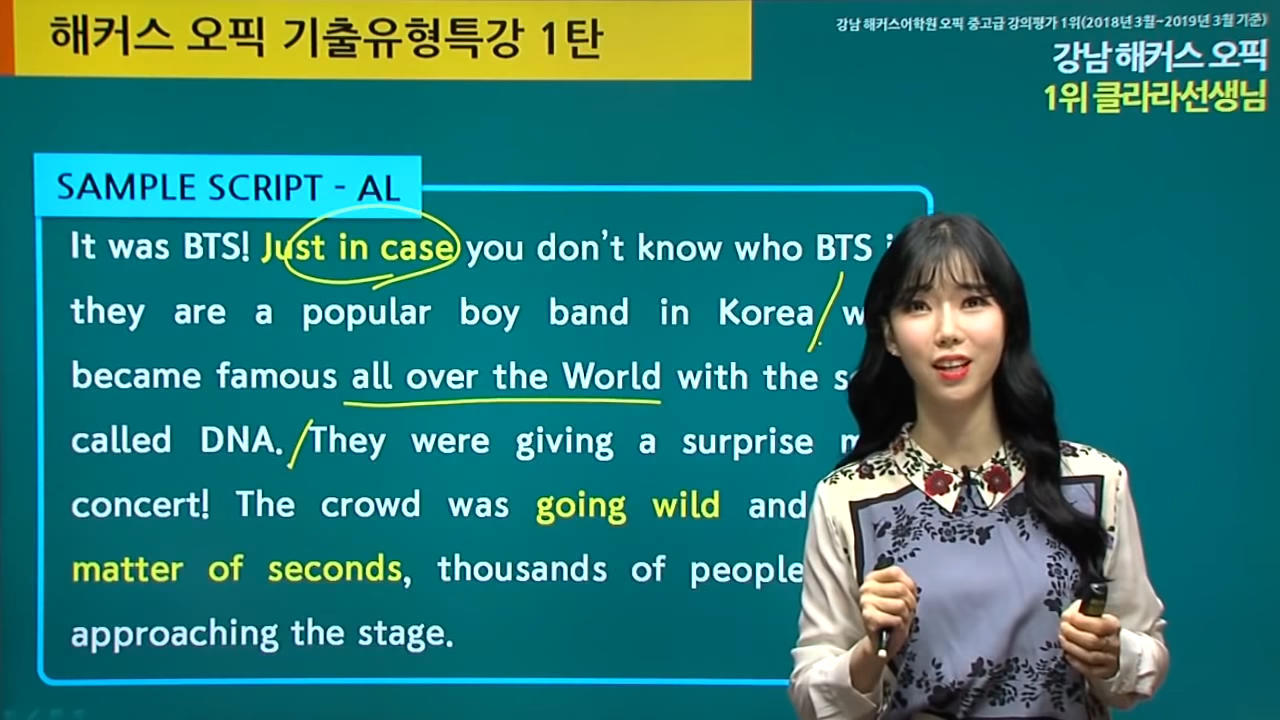 해커스 오픽 기출유형특강 1탄
강남 해커스어학원 오픽 중고급 강의평가 1위(2018년 3월~2019년 3월 기준)
강남 해커스 오픽
1위 클라라선생님
SAMPLE SCRIPT - AL
It was BTS! Just in case you don't know who BTS
they are a popular boy band in Korea
became famous all over the World with the
called DNA. They were giving a surprise
concert! The crowd was going wild and
matter of seconds, thousands of people
approaching the stage.